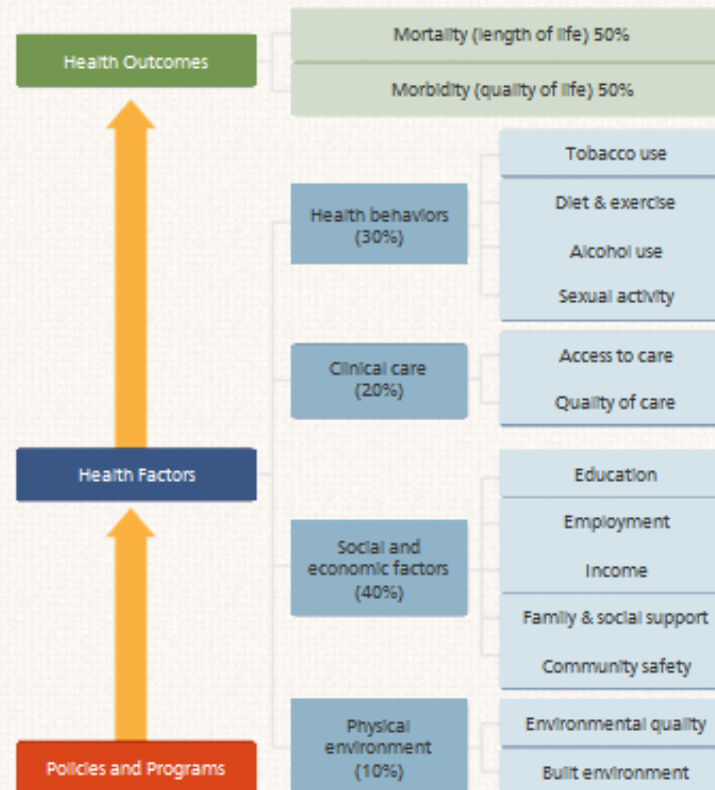 Health Outcomes
Mortality (length of life) 50%
Morbidity (quality of life) 50%
Health behaviors
(30%)
Tobacco use
Diet & exercise
Alcohol use
Sexual activity
Clinical care
(20%)
Access to care
Quality of care
Health Factors
Social and
economic factors
(40%)
Education
Employment
Income
Family & social support
Community safety
Physical
environment
(10%)
Environmental quality
Built environment
Policies and Programs